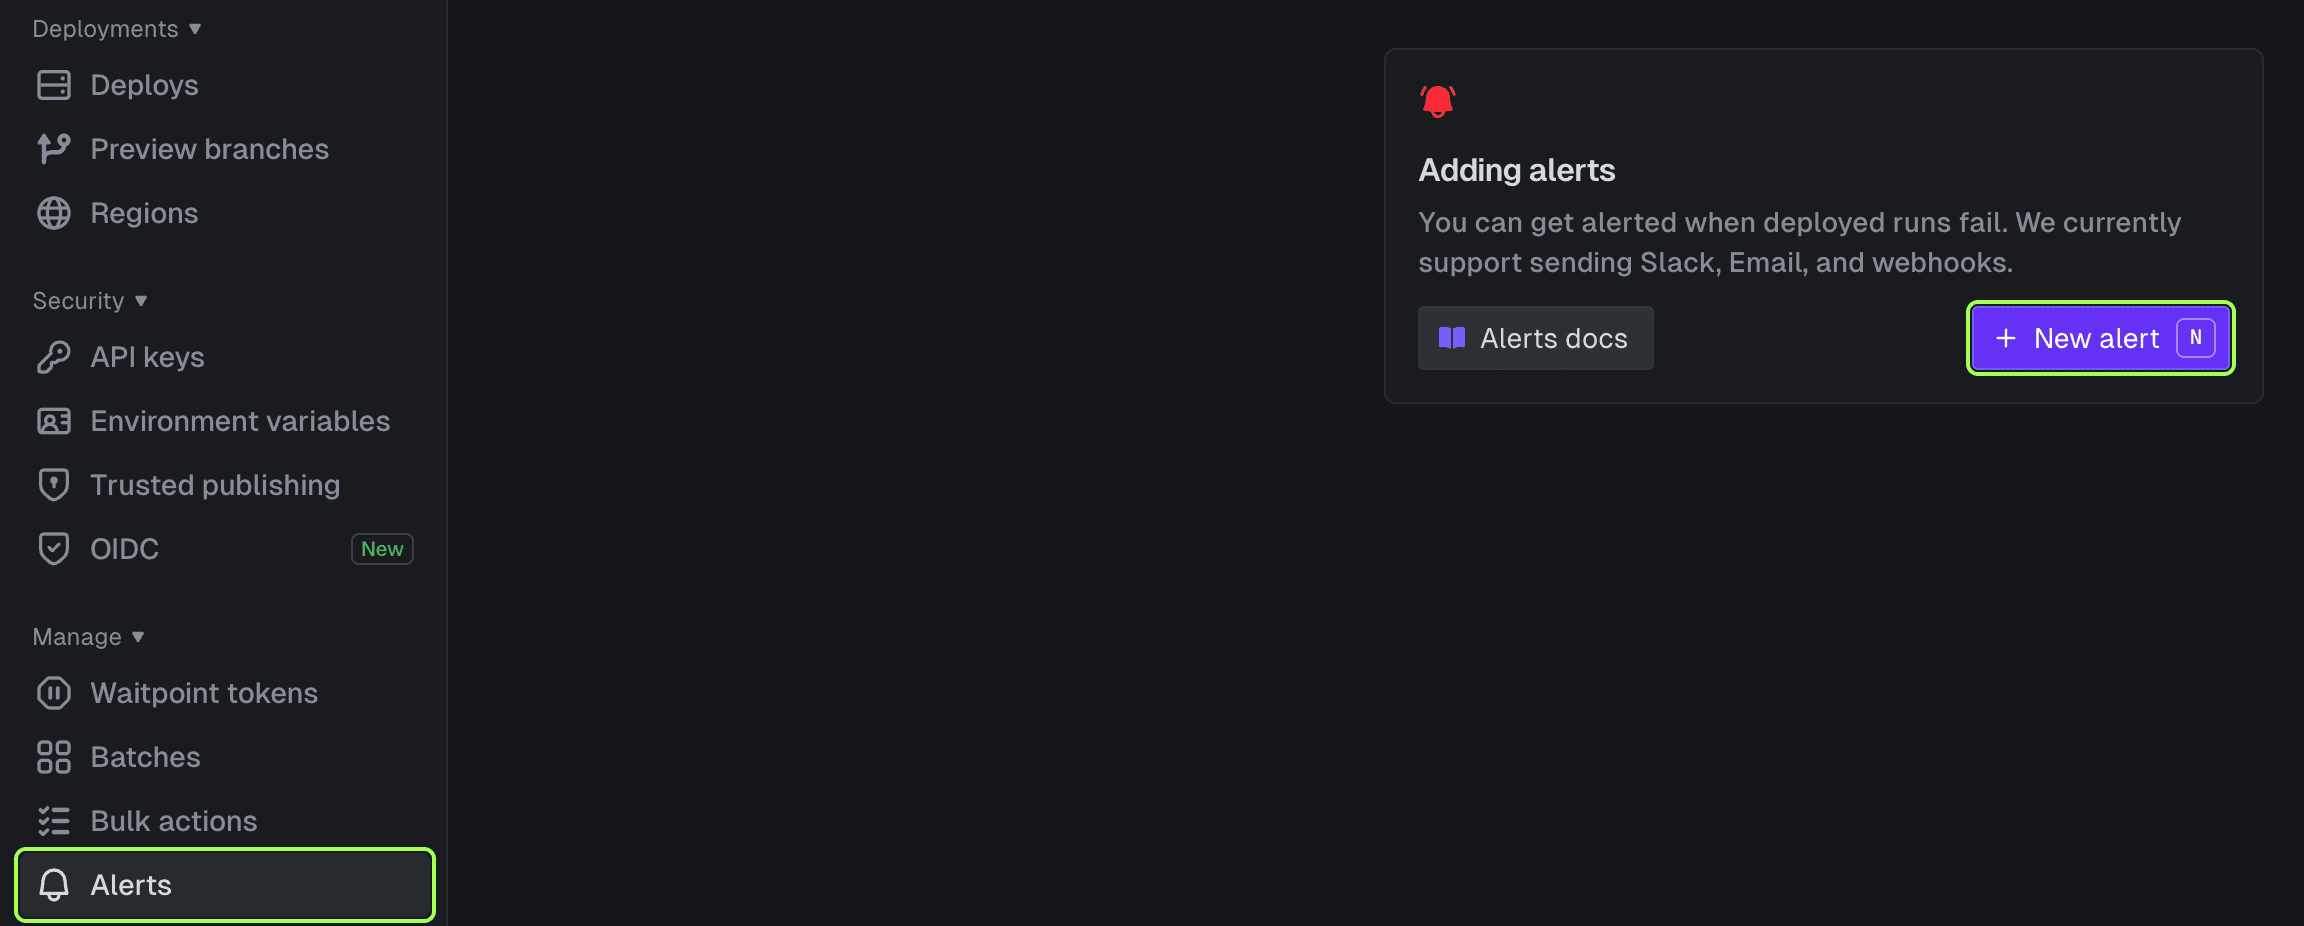 Deployments
Deploys
Preview branches
Regions
Security
API keys
Environment variables
Trusted publishing
OIDC
New
Manage
Waitpoint tokens
Batches
Bulk actions
Alerts
Adding alerts
You can get alerted when deployed runs fail. We currently
support sending Slack, Email, and webhooks.
Alerts docs
+ New alert N